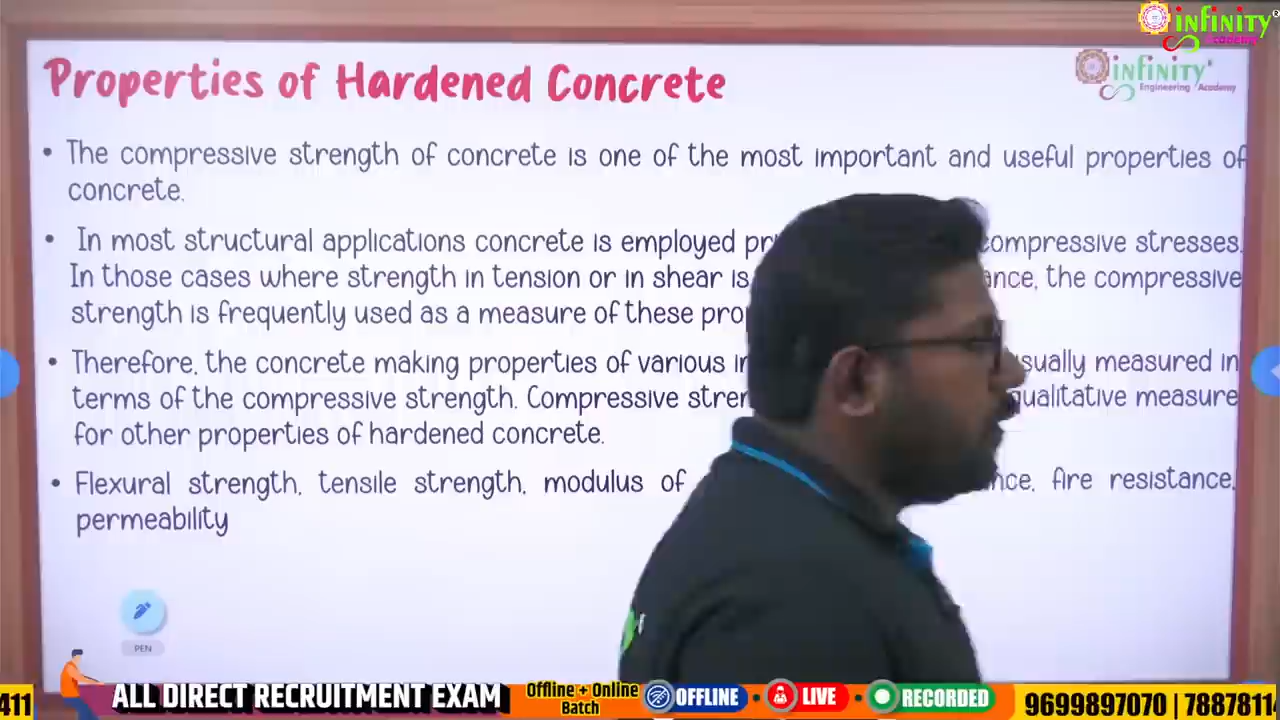 infinity
Academy
Properties of Hardened Concrete
infinity
Engineering Academy
• The compressive strength of concrete is one of the most important and useful properties of
concrete.
• In most structural applications concrete is employed compressive stresses.
In those cases where strength in tension or in shear is the compressive
strength is frequently used as a measure of these
• Therefore, the concrete making properties of various measured in
terms of the compressive strength. Compressive qualitative measure
for other properties of hardened concrete.
• Flexural strength, tensile strength, modulus of fire resistance,
permeability
PEN
411
ALL DIRECT RECRUITMENT EXAM
Offline + Online
Batch
OFFLINE
LIVE
RECORDED
9699897070 | 7887811